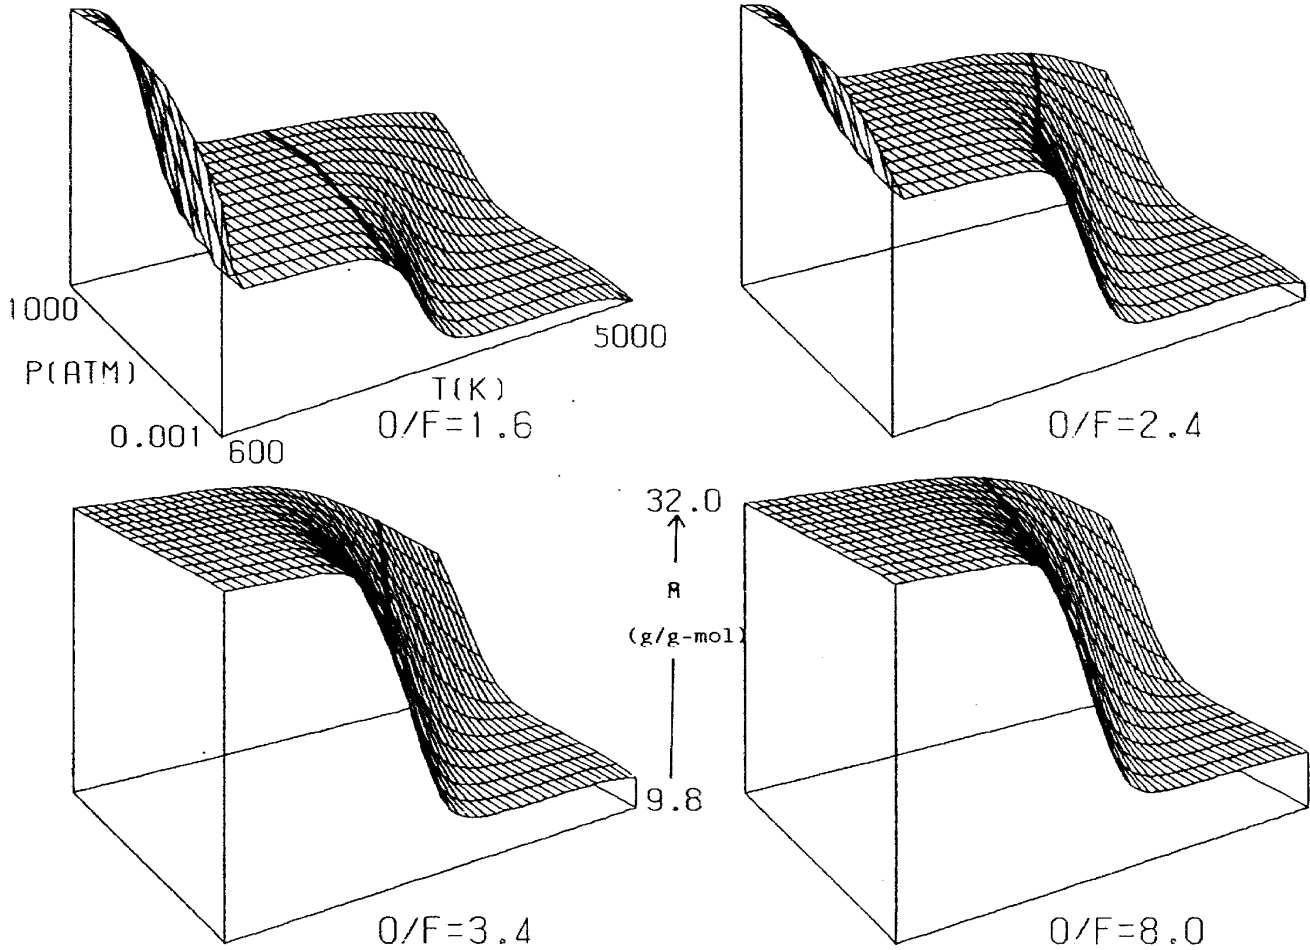 1000
P(ATM)
0.001
600
T(K)
5000
O/F=1.6
O/F=2.4
32.0
M
(g/g-mol)
9.8
O/F=3.4
O/F=8.0